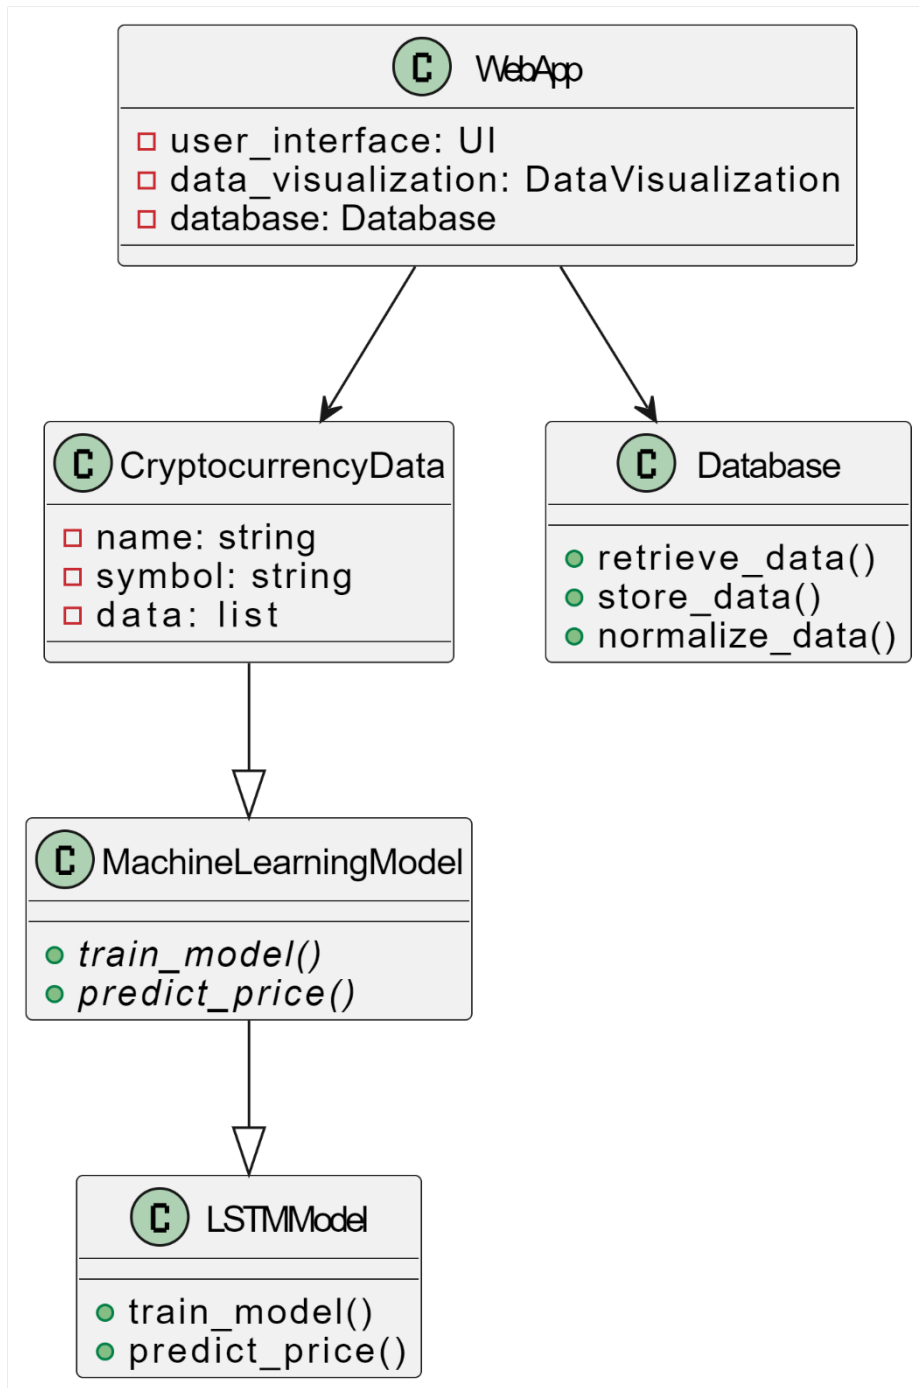 C WebApp
user_interface: UI
data_visualization: DataVisualization
database: Database
C CryptocurrencyData
name: string
symbol: string
data: list
C Database
retrieve_data()
store_data()
normalize_data()
C MachineLearningModel
train_model()
predict_price()
C LSTMModel
train_model()
predict_price()